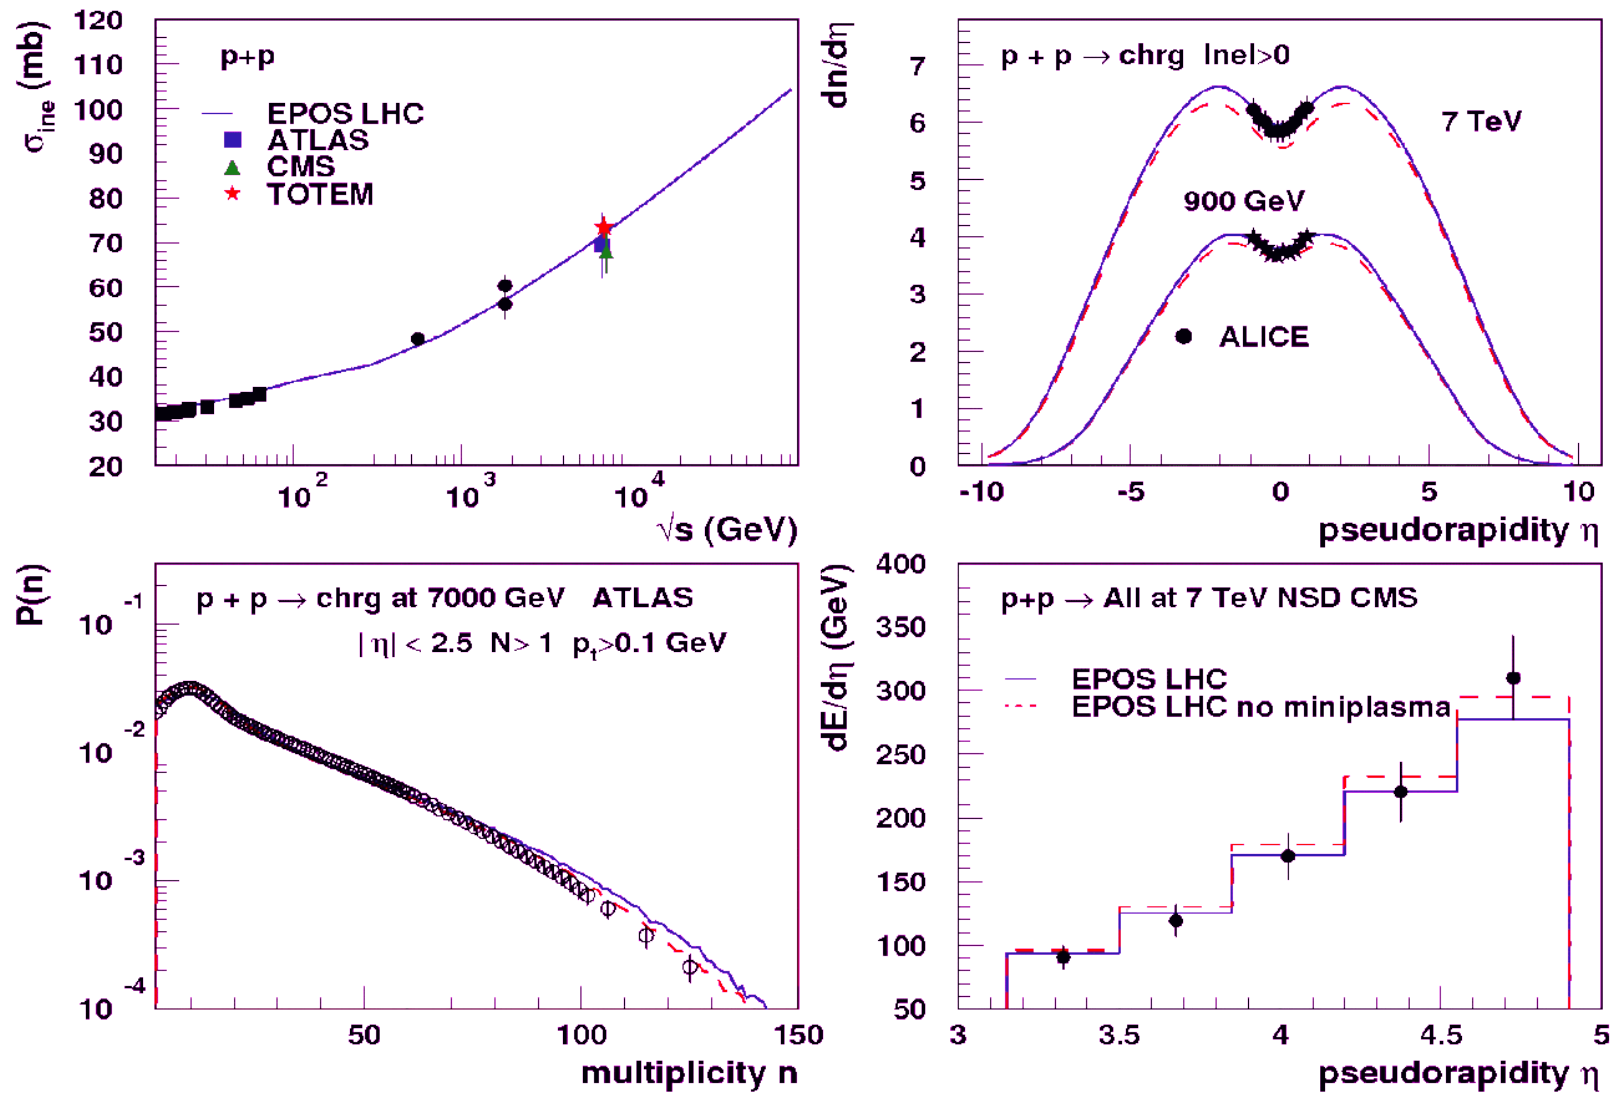 σine (mb)
120
110
100
90
80
70
60
50
40
30
20
p+p
EPOS LHC
ATLAS
CMS
TOTEM
10^2
10^3
10^4
√s (GeV)
dn/dη
7
6
5
4
3
2
1
0
p + p → chrg Inel>0
7 TeV
900 GeV
ALICE
-10
-5
0
5
10
pseudorapidity η
P(n)
10^-1
10^-2
10^-3
10^-4
p + p → chrg at 7000 GeV ATLAS
|η| < 2.5 N> 1 pt>0.1 GeV
50
100
150
multiplicity n
dE/dη (GeV)
400
350
300
250
200
150
100
50
p+p → All at 7 TeV NSD CMS
EPOS LHC
EPOS LHC no miniplasma
3
3.5
4
4.5
5
pseudorapidity η